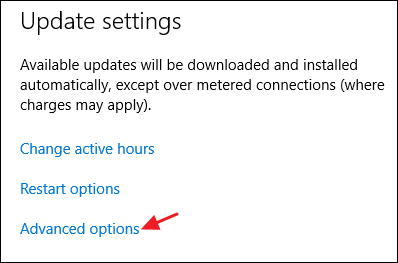 Update settings
Available updates will be downloaded and installed
automatically, except over metered connections (where
charges may apply).
Change active hours
Restart options
Advanced options